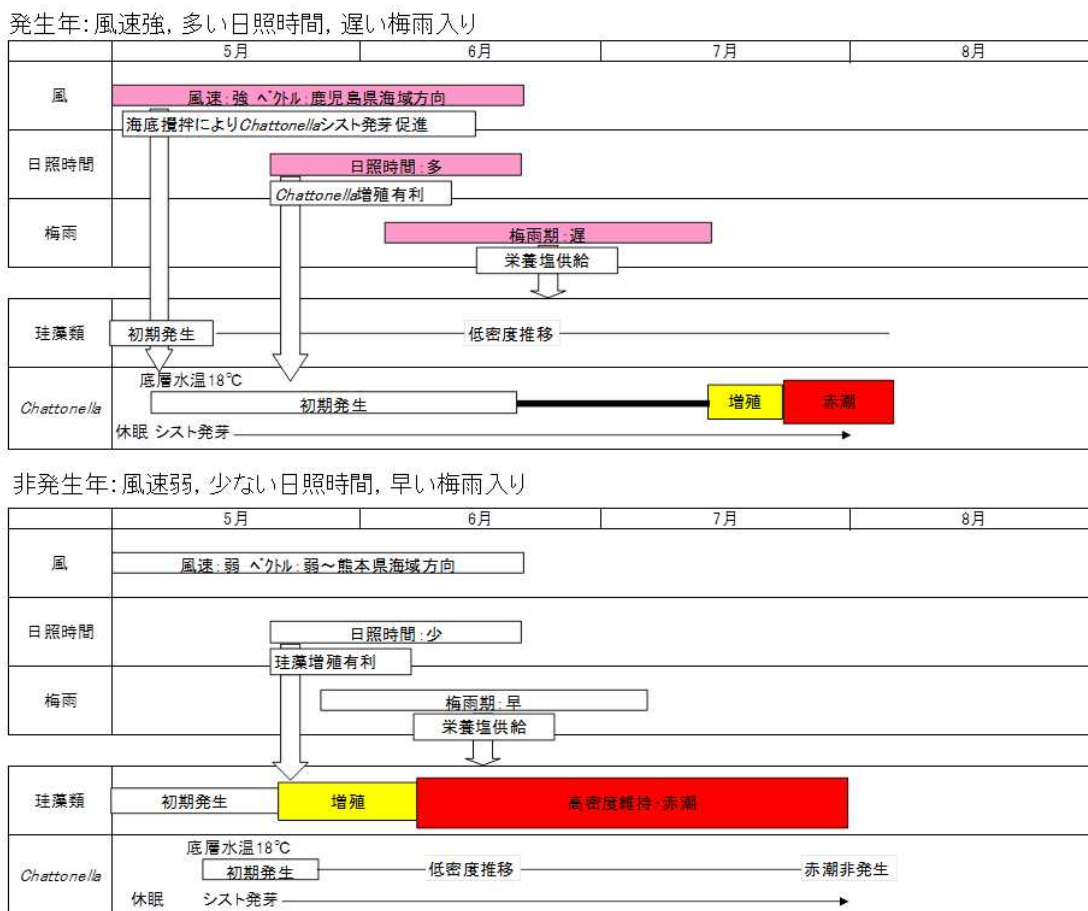 発生年：風速強，多い日照時間，遅い梅雨入り
5月 6月 7月 8月
風
風速：強 ベクトル：鹿児島県海域方向
海底攪拌によりChattonellaシスト発芽促進
日照時間
日照時間：多
Chattonella増殖有利
梅雨
梅雨期：遅
栄養塩供給
珪藻類
初期発生
低密度推移
Chattonella
底層水温18℃
初期発生
増殖
赤潮
休眠 シスト発芽
非発生年：風速弱，少ない日照時間，早い梅雨入り
5月 6月 7月 8月
風
風速：弱 ベクトル：弱～熊本県海域方向
日照時間
日照時間：少
珪藻増殖有利
梅雨
梅雨期：早
栄養塩供給
珪藻類
初期発生
増殖
高密度維持・赤潮
Chattonella
底層水温18℃
初期発生
低密度推移
赤潮非発生
休眠 シスト発芽